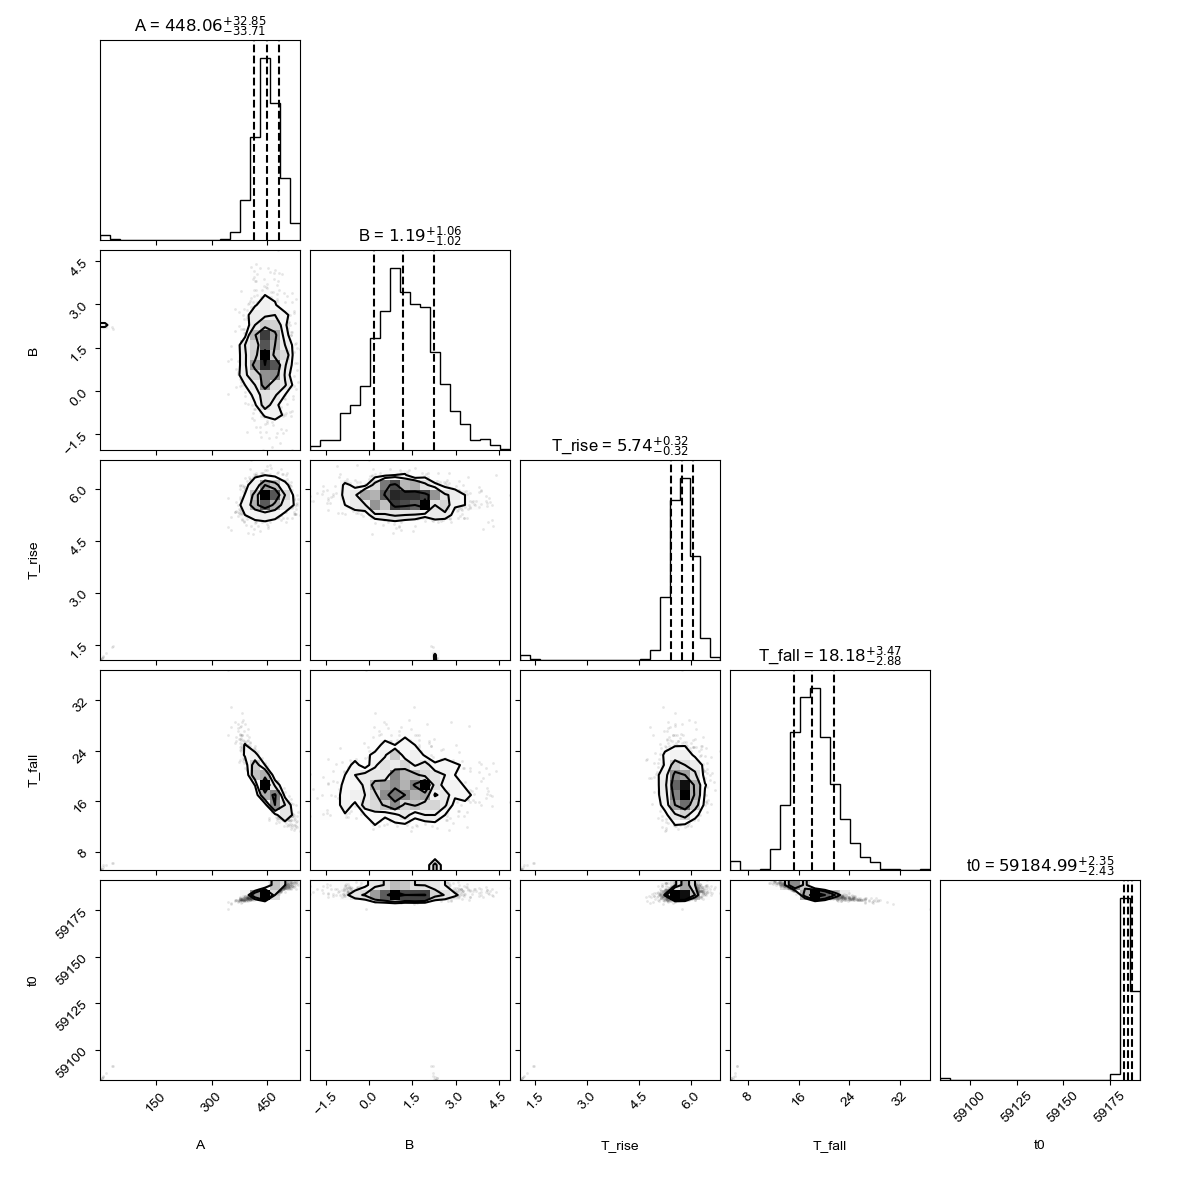 A = 448.06+32.85−33.71
B = 1.19+1.06−1.02
4.5
3.0
1.5
0.0
−1.5
B
T_rise = 5.74+0.32−0.32
6.0
4.5
3.0
1.5
T_rise
T_fall = 18.18+3.47−2.88
32
24
16
8
T_fall
t0 = 59184.99+2.35−2.43
59175
59150
59125
59100
t0
150 300 450 −1.5 0.0 1.5 3.0 4.5 1.5 3.0 4.5 6.0 8 16 24 32 59100 59125 59150 59175
A B T_rise T_fall t0